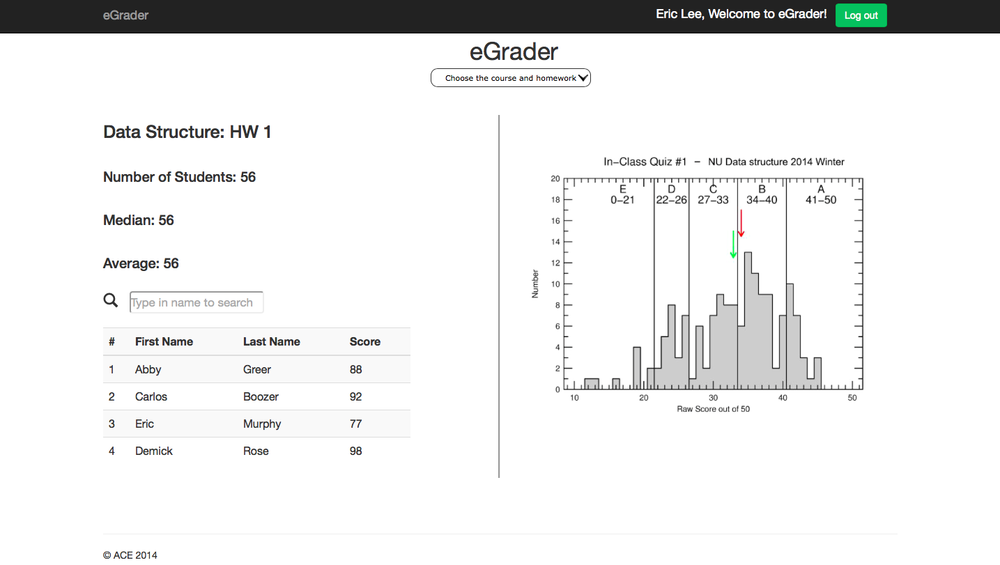 eGrader
Eric Lee, Welcome to eGrader!
Log out
eGrader
Choose the course and homework
Data Structure: HW 1
Number of Students: 56
Median: 56
Average: 56
Type in name to search
# First Name Last Name Score
1 Abby Greer 88
2 Carlos Boozer 92
3 Eric Murphy 77
4 Demick Rose 98
In-Class Quiz #1 - NU Data structure 2014 Winter
E D C B A
0-21 22-26 27-33 34-40 41-50
20
18
16
14
12
10
8
6
4
2
0
Number
10 20 30 40 50
Raw Score out of 50
© ACE 2014